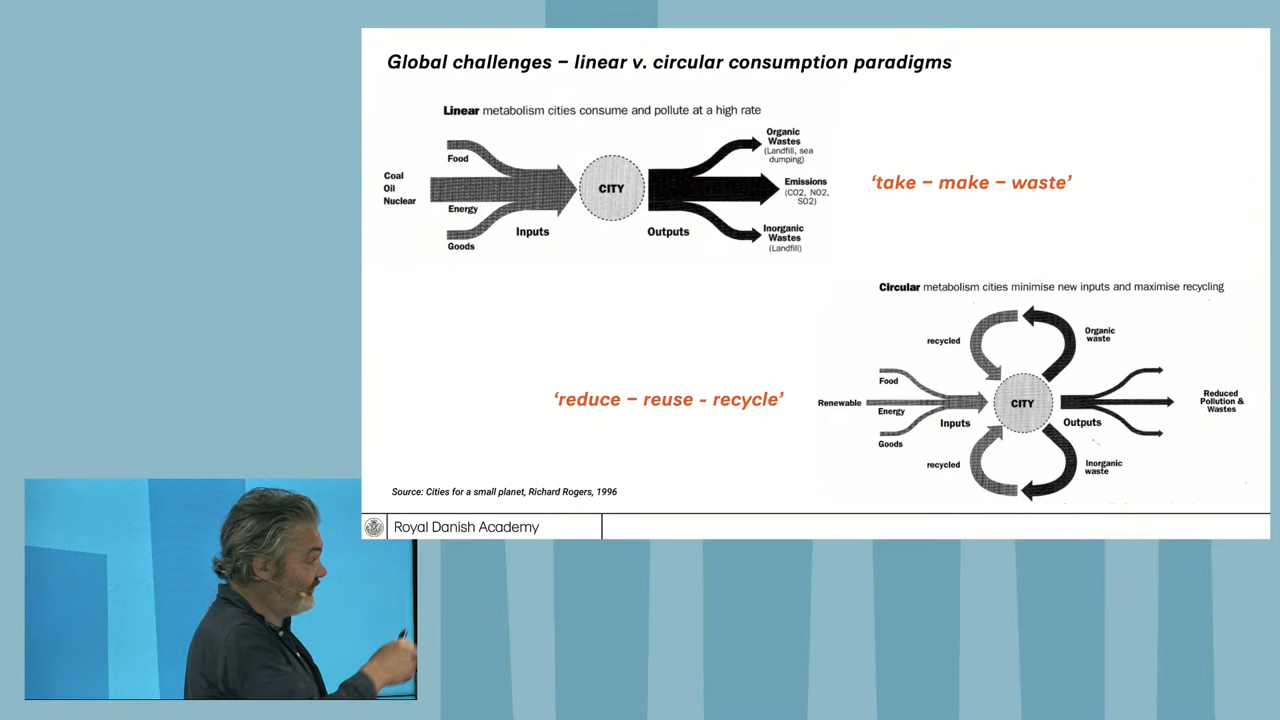 Global challenges – linear v. circular consumption paradigms
Linear metabolism cities consume and pollute at a high rate
Food
Coal
Oil
Nuclear
Energy
Goods
Inputs
CITY
Outputs
Organic
Wastes
(Landfill, sea
dumping)
Emissions
(CO2, NO2,
SO2)
Inorganic
Wastes
(Landfill)
‘take – make – waste’
Circular metabolism cities minimise new inputs and maximise recycling
recycled
Organic
waste
Food
Renewable
Energy
Goods
Inputs
CITY
Outputs
Reduced
Pollution &
Wastes
recycled
Inorganic
waste
‘reduce – reuse - recycle’
Source: Cities for a small planet, Richard Rogers, 1996
Royal Danish Academy